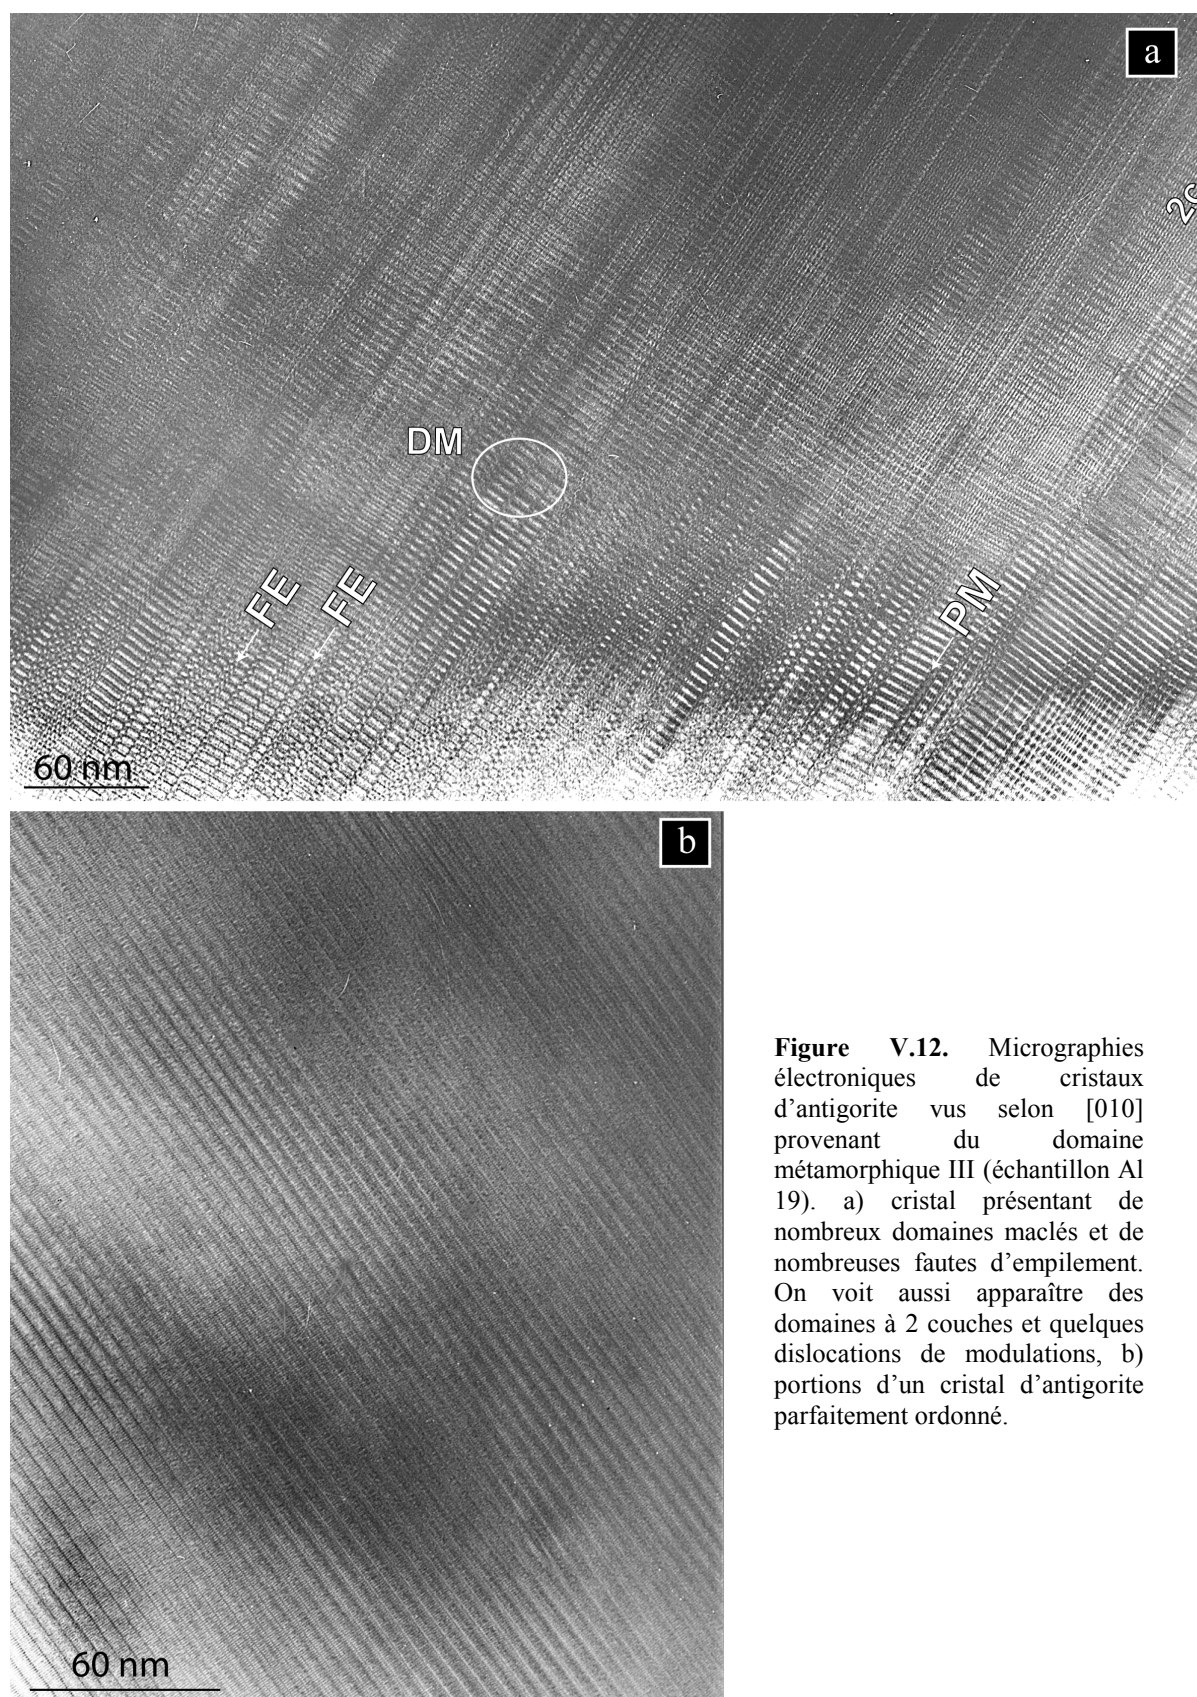 a
2c
DM
FE
FE
PM
60 nm
b
60 nm
Figure V.12. Micrographies
électroniques de cristaux
d’antigorite vus selon [010]
provenant du domaine
métamorphique III (échantillon Al
19). a) cristal présentant de
nombreux domaines maclés et de
nombreuses fautes d’empilement.
On voit aussi apparaître des
domaines à 2 couches et quelques
dislocations de modulations, b)
portions d’un cristal d’antigorite
parfaitement ordonné.